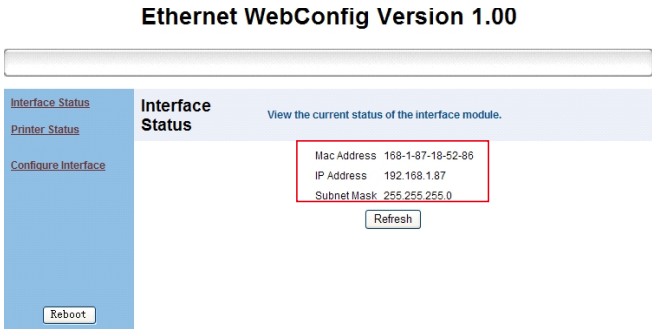 Ethernet WebConfig Version 1.00
Interface Status
Printer Status
Configure Interface
Reboot
Interface
Status
View the current status of the interface module.
Mac Address 168-1-87-18-52-86
IP Address 192.168.1.87
Subnet Mask 255.255.255.0
Refresh